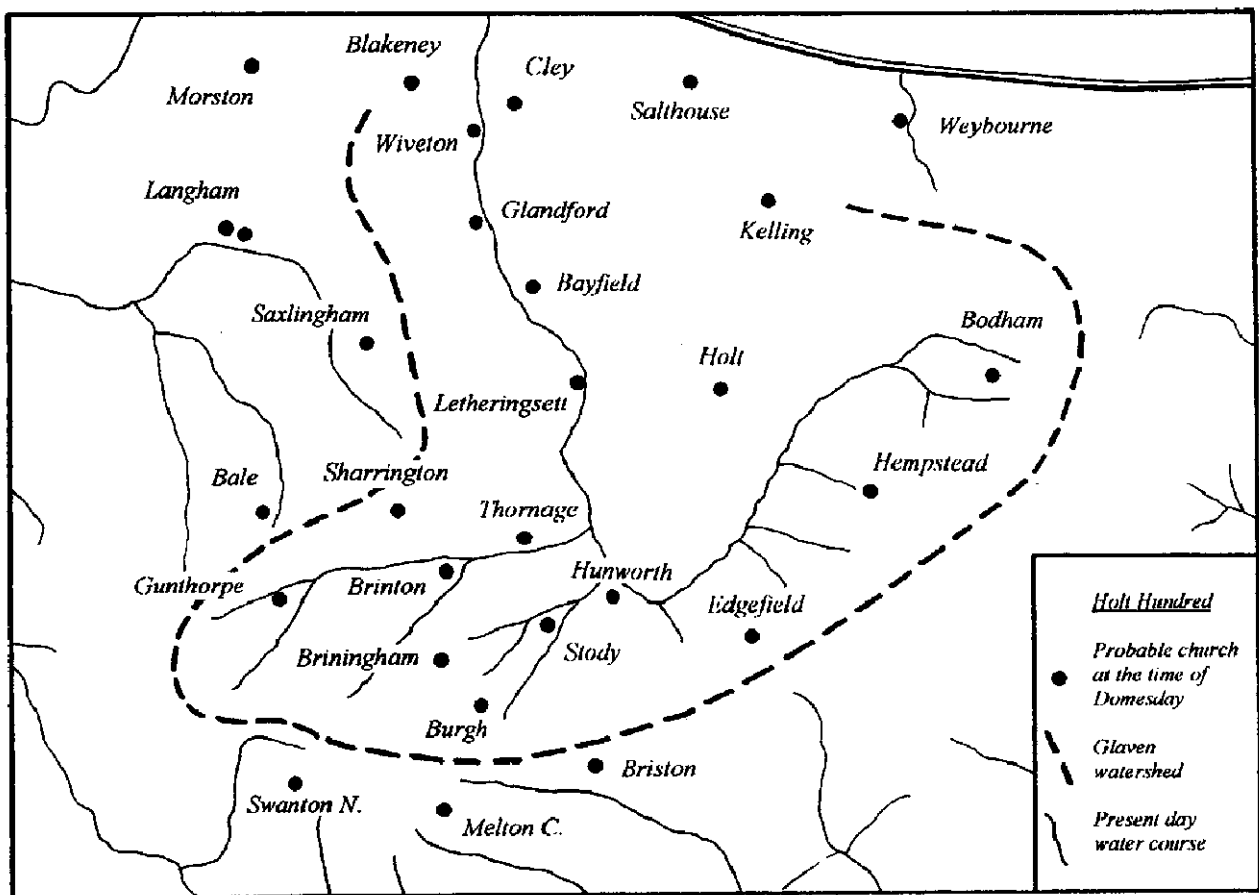 Blakeney
Cley
Morston
Salthouse
Wiveton
Weybourne
Langham
Glandford
Kelling
Bayfield
Saxlingham
Bodham
Holt
Letheringsett
Sharrington
Hempstead
Bale
Thornage
Gunthorpe
Brinton
Hunworth
Edgefield
Briningham
Stody
Burgh
Briston
Swanton N.
Melton C.
Holt Hundred
Probable church
at the time of
Domesday
Glaven
watershed
Present day
water course